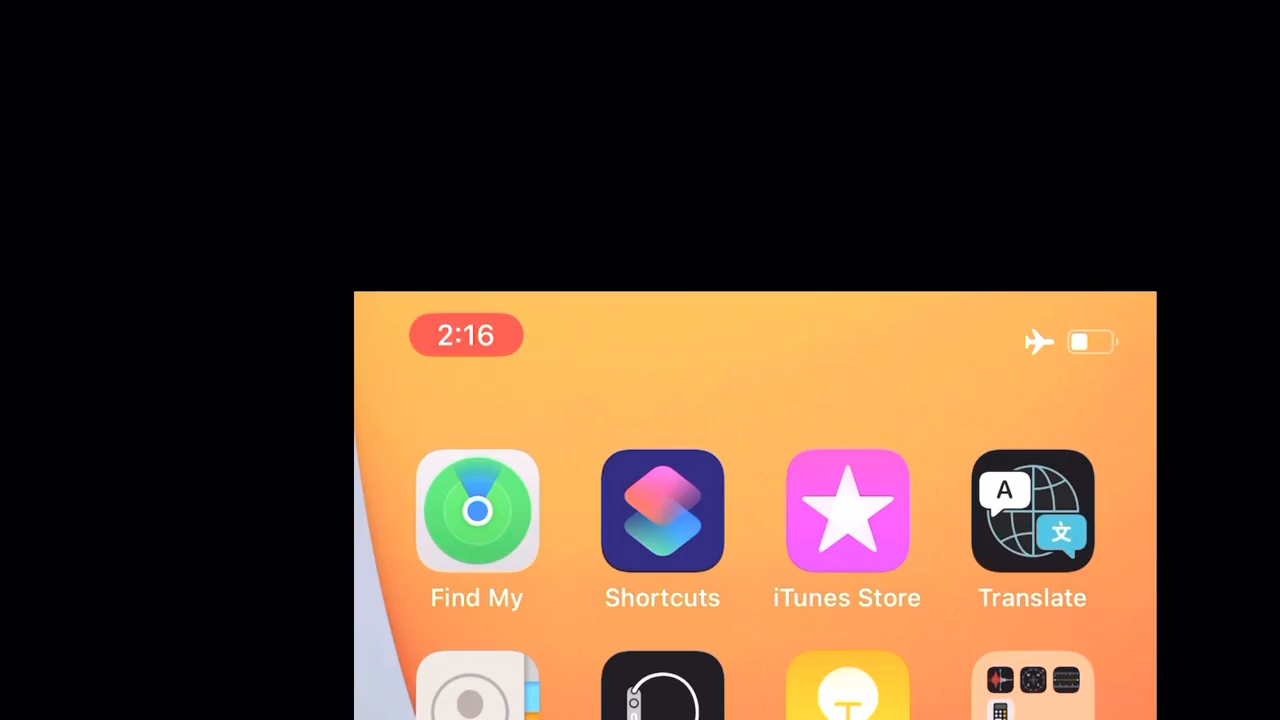 2:16
A
文
Find My
Shortcuts
iTunes Store
Translate